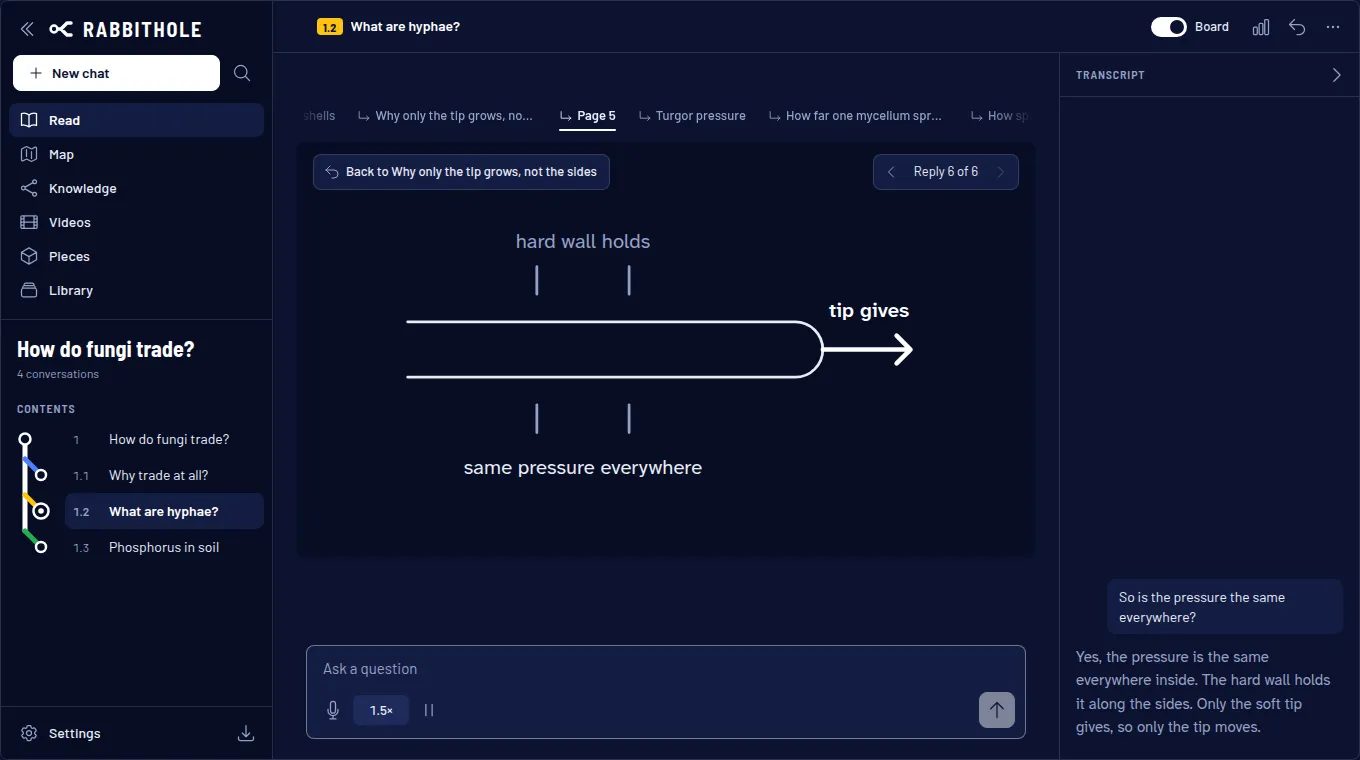 RABBITHOLE
New chat
Read
Map
Knowledge
Videos
Pieces
Library
How do fungi trade?
4 conversations
CONTENTS
1 How do fungi trade?
1.1 Why trade at all?
1.2 What are hyphae?
1.3 Phosphorus in soil
Settings
1.2 What are hyphae?
Board
shells
Why only the tip grows, no...
Page 5
Turgor pressure
How far one mycelium spr...
How sp
Back to Why only the tip grows, not the sides
Reply 6 of 6
hard wall holds
tip gives
same pressure everywhere
Ask a question
1.5×
TRANSCRIPT
So is the pressure the same
everywhere?
Yes, the pressure is the same
everywhere inside. The hard wall holds
it along the sides. Only the soft tip
gives, so only the tip moves.